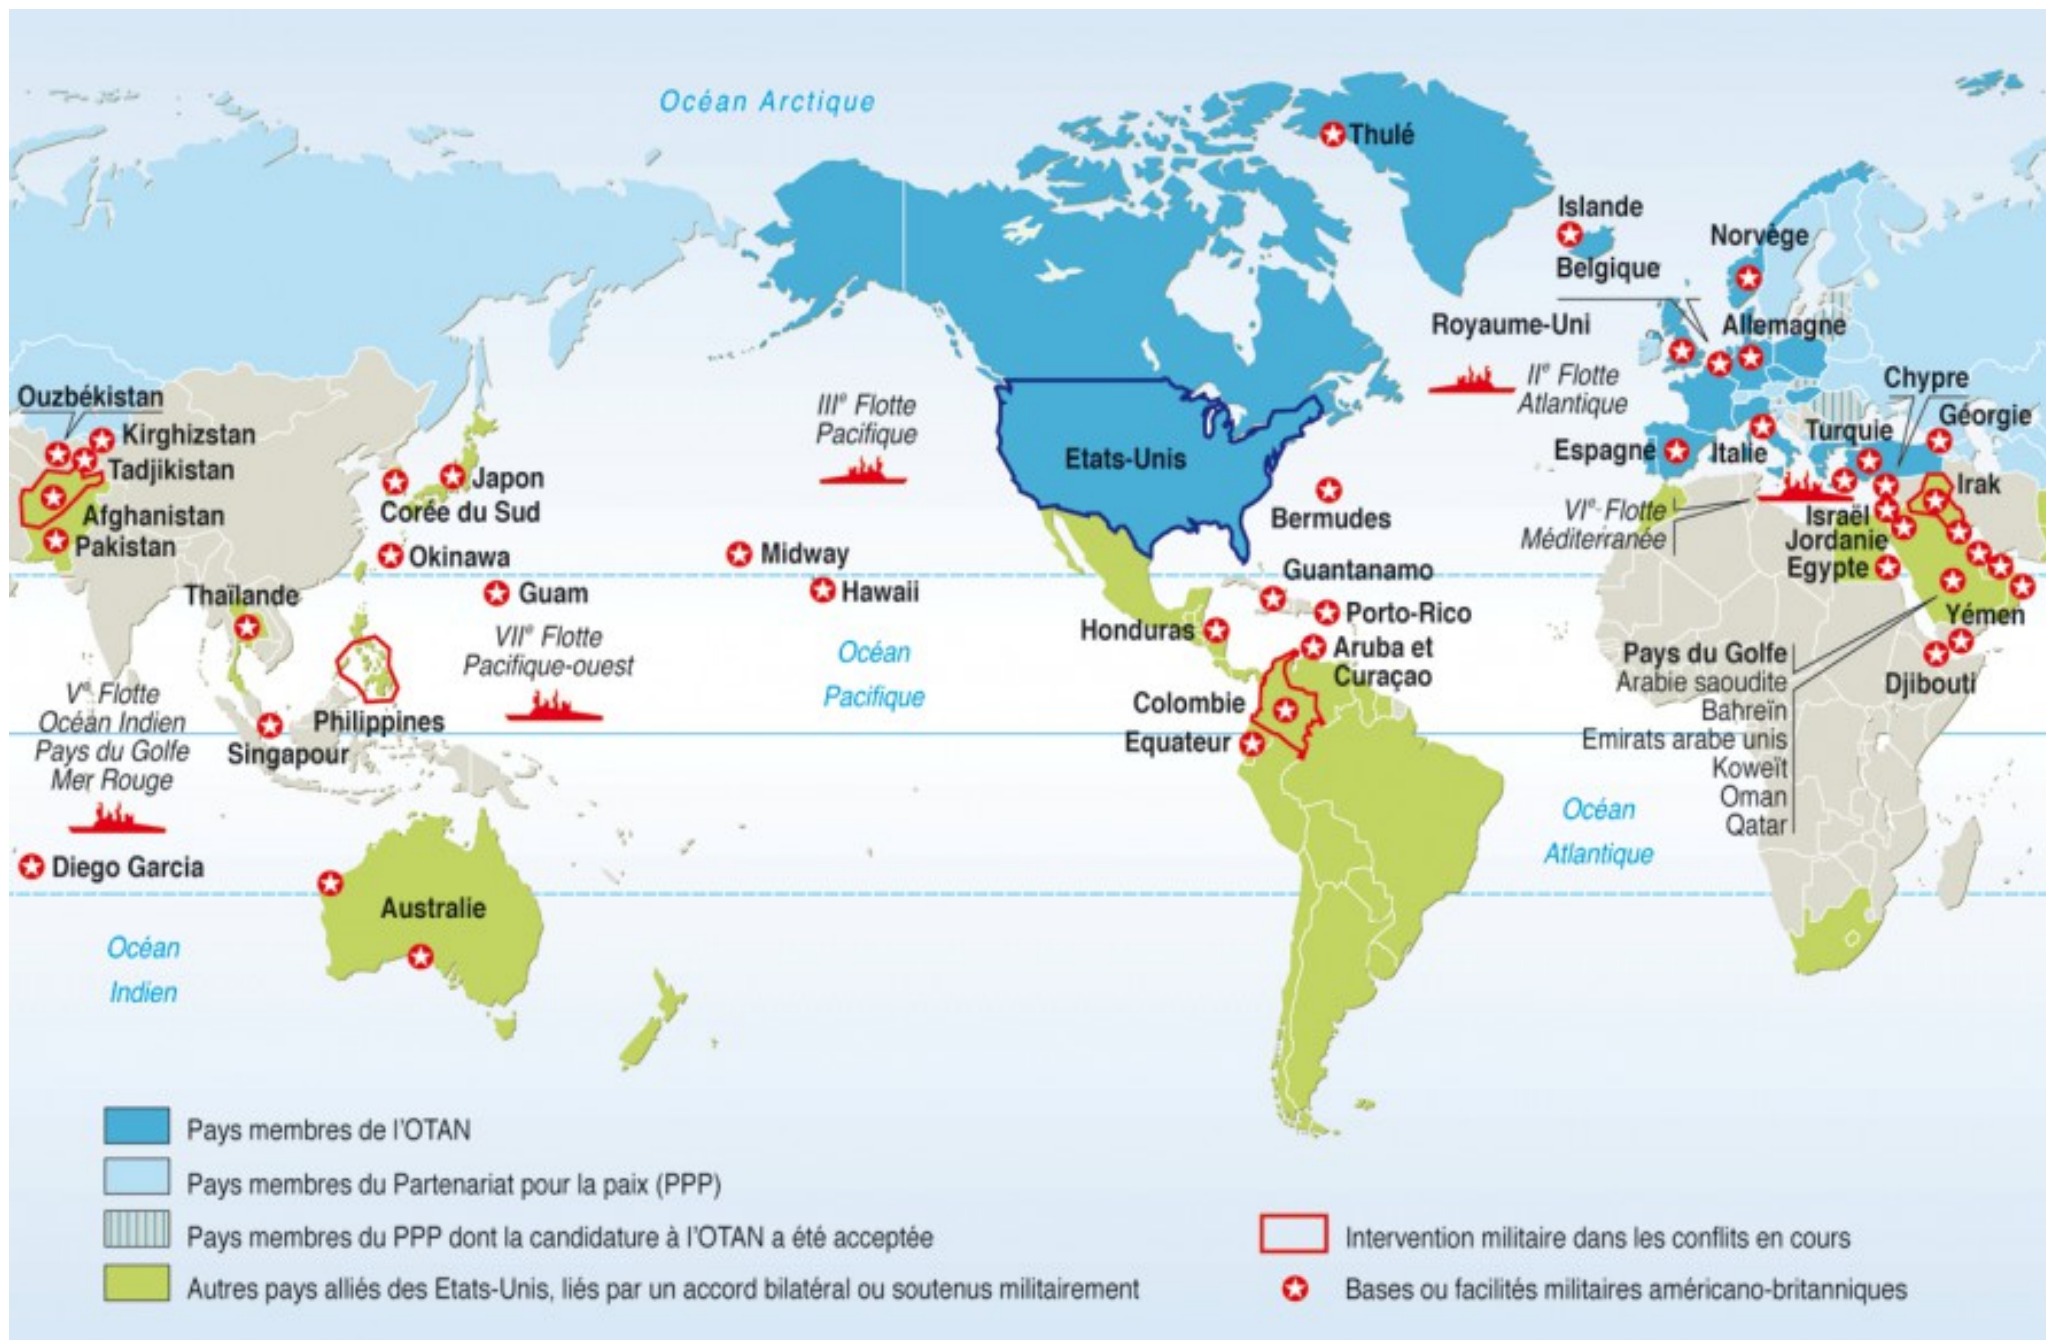 Océan Arctique
Thulé
Islande
Belgique
Norvège
Royaume-Uni
Allemagne
IIe Flotte
Atlantique
Chypre
Géorgie
Turquie
Espagne
Italie
Irak
VIe Flotte
Méditerranée
Israël
Jordanie
Egypte
Yémen
Djibouti
Pays du Golfe
Arabie saoudite
Bahreïn
Emirats arabe unis
Koweït
Oman
Qatar
Océan
Atlantique
Ouzbékistan
Kirghizstan
Tadjikistan
Afghanistan
Pakistan
Japon
Corée du Sud
Okinawa
Thaïlande
Guam
VIIe Flotte
Pacifique-ouest
Philippines
Singapour
Ve Flotte
Océan Indien
Pays du Golfe
Mer Rouge
Diego Garcia
Australie
Océan
Indien
IIIe Flotte
Pacifique
Midway
Hawaii
Océan
Pacifique
Etats-Unis
Bermudes
Guantanamo
Porto-Rico
Honduras
Aruba et
Curaçao
Colombie
Equateur
Pays membres de l'OTAN
Pays membres du Partenariat pour la paix (PPP)
Pays membres du PPP dont la candidature à l'OTAN a été acceptée
Autres pays alliés des Etats-Unis, liés par un accord bilatéral ou soutenus militairement
Intervention militaire dans les conflits en cours
Bases ou facilités militaires américano-britanniques